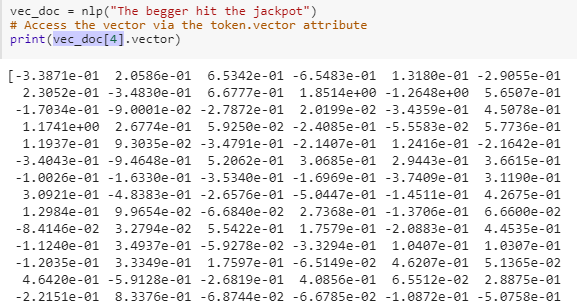 vec_doc = nlp("The begger hit the jackpot")
# Access the vector via the token.vector attribute
print(vec_doc[4].vector)
[-3.3871e-01 2.0586e-01 6.5342e-01 -6.5483e-01 1.3180e-01 -2.9055e-01
2.3052e-01 -3.4830e-01 6.6777e-01 1.8514e+00 -1.2648e+00 5.6507e-01
-1.7034e-01 -9.0001e-02 -2.7872e-01 2.0199e-02 -3.4359e-01 4.5078e-01
1.1741e+00 2.6774e-01 5.9250e-02 -2.4085e-01 -5.5583e-02 5.7736e-01
1.1937e-01 9.3035e-02 -3.4791e-01 -2.1407e-01 1.2416e-01 -2.1642e-01
-3.4043e-01 -9.4648e-01 5.2062e-01 3.0685e-01 2.9443e-01 3.6615e-01
-1.0026e-01 -1.6330e-01 -3.5340e-01 -1.6969e-01 -3.7409e-01 3.1190e-01
3.0921e-01 -4.8383e-01 -2.6576e-01 -5.0447e-01 -1.4511e-01 4.2675e-01
1.2984e-01 9.9654e-02 -6.6840e-02 2.7368e-01 -1.3706e-01 6.6600e-02
-8.4146e-02 3.2794e-02 5.5422e-01 1.7579e-01 -2.0883e-01 4.4535e-01
-1.1240e-01 3.4937e-01 -5.9278e-02 -3.3294e-01 1.0407e-01 1.0307e-01
-1.2035e-01 3.3349e-01 1.7597e-01 -6.5149e-02 4.6207e-01 5.1365e-02
4.6420e-01 -5.9128e-02 -2.6819e-01 4.0856e-01 6.5512e-02 2.8875e-01
-2.2151e-01 8.3376e-02 -6.8744e-02 -6.6785e-02 -1.0872e-01 -5.0758e-01